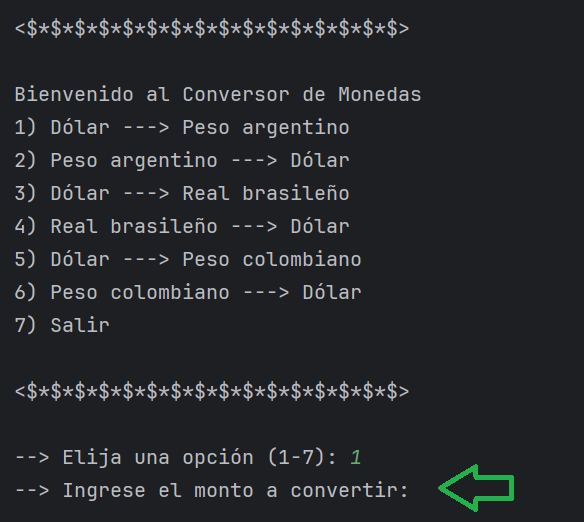 <$*$*$*$*$*$*$*$*$*$*$*$*$*$*$*$>
Bienvenido al Conversor de Monedas
1) Dólar ---> Peso argentino
2) Peso argentino ---> Dólar
3) Dólar ---> Real brasileño
4) Real brasileño ---> Dólar
5) Dólar ---> Peso colombiano
6) Peso colombiano ---> Dólar
7) Salir
<$*$*$*$*$*$*$*$*$*$*$*$*$*$*$*$>
--> Elija una opción (1-7): 1
--> Ingrese el monto a convertir: